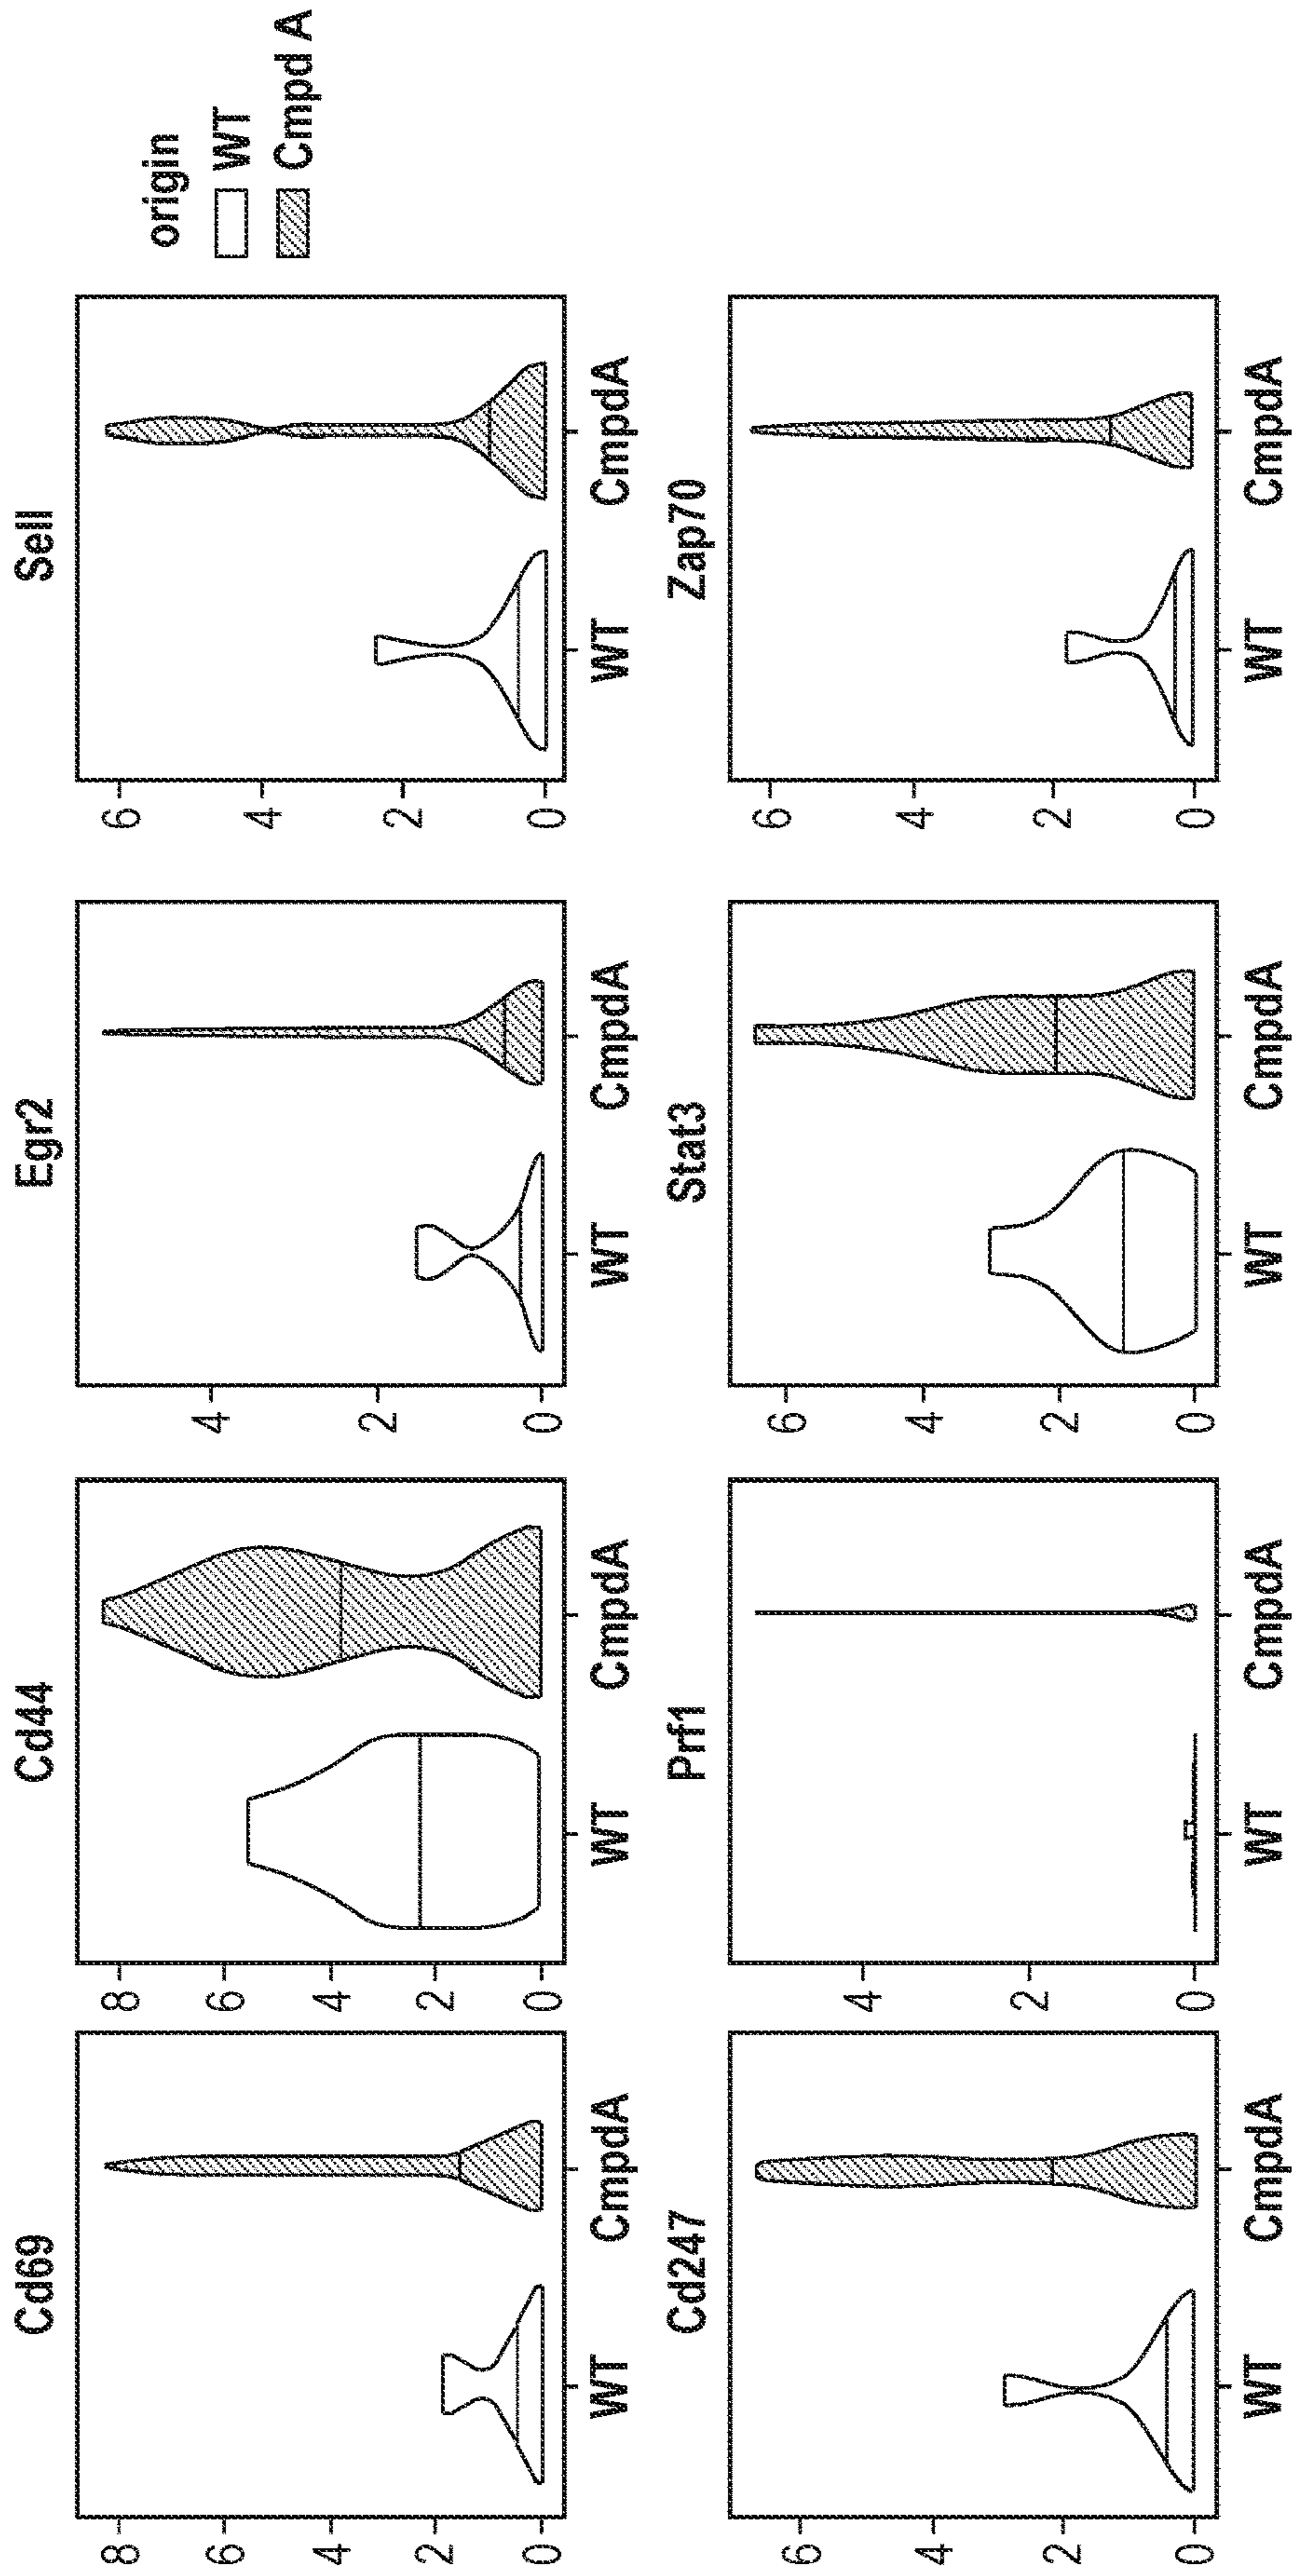 Cd69
8
6
4
2
0
WT
CmpdA
Cd44
8
6
4
2
0
WT
CmpdA
Egr2
4
2
0
WT
CmpdA
Sell
6
4
2
0
WT
CmpdA
origin
WT
Cmpd A
Cd247
6
4
2
0
WT
CmpdA
Prf1
4
2
0
WT
CmpdA
Stat3
6
4
2
0
WT
CmpdA
Zap70
6
4
2
0
WT
CmpdA